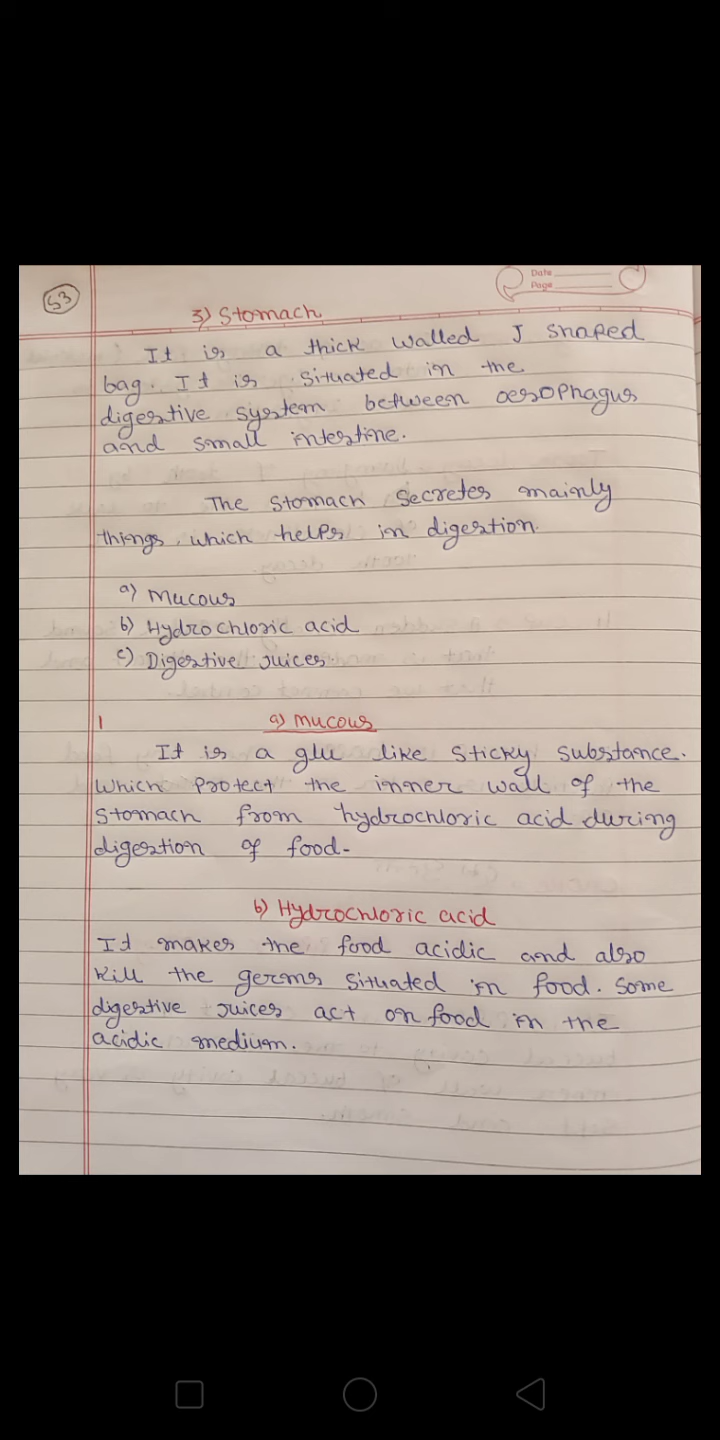 53
Date
Page
3) Stomach
It is a thick walled J shaped
bag. It is situated in the
digestive system between oesophagus
and small intestine.
The stomach secretes mainly
things, which helps in digestion.
a) Mucous
b) Hydrochloric acid
c) Digestive juices.
1
a) Mucous
It is a glu like sticky substance.
Which protect the inner wall of the
stomach from hydrochloric acid during
digestion of food-
b) Hydrochloric acid
It makes the food acidic and also
kill the germs situated in food. Some
digestive juices act on food in the
acidic medium.